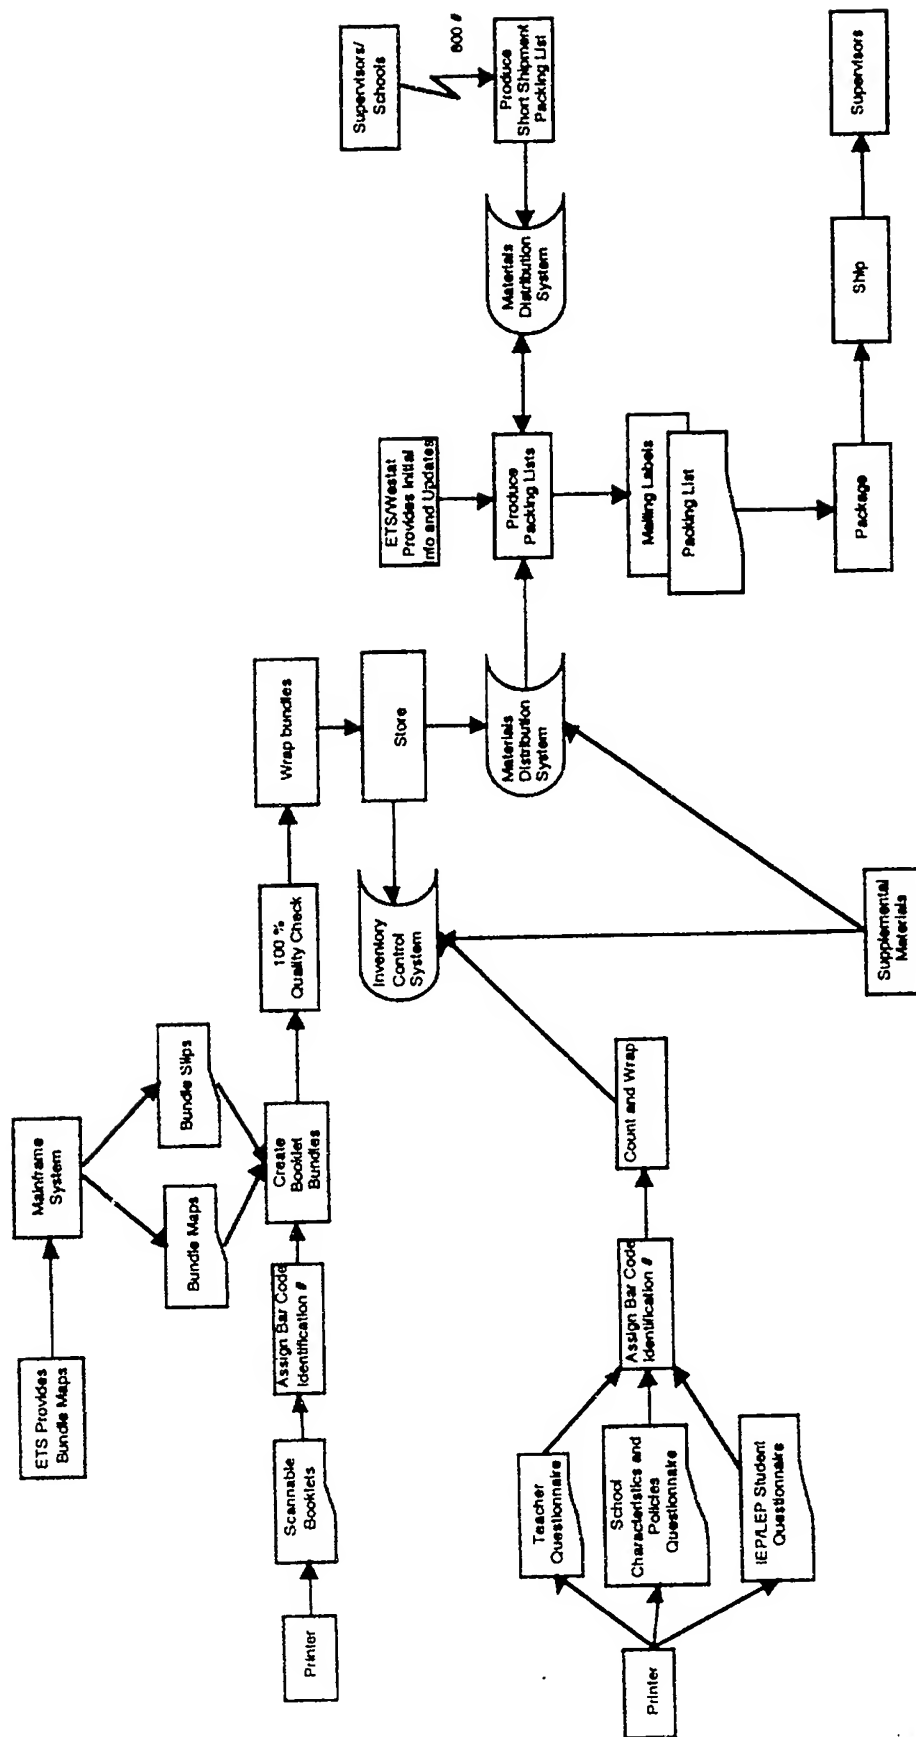 ETS Provides
Bundle Maps
Mainframe
System
Bundle Maps
Bundle Slips
Printer
Scannable
Booklets
Assign Bar Code
Identification #
Create
Booklet
Bundles
100 %
Quality Check
Wrap bundles
Inventory
Control
System
Store
ETS/Westat
Provides Initial
Info and Updates
Supervisors/
Schools
800 #
Materials
Distribution
System
Produce
Packing Lists
Materials
Distribution
System
Produce
Short Shipment
Packing List
Printer
Teacher
Questionnaire
School
Characteristics and
Policies
Questionnaire
IEP/LEP Student
Questionnaire
Assign Bar Code
Identification #
Count and Wrap
Mailing Labels
Packing List
Supplemental
Materials
Package
Ship
Supervisors